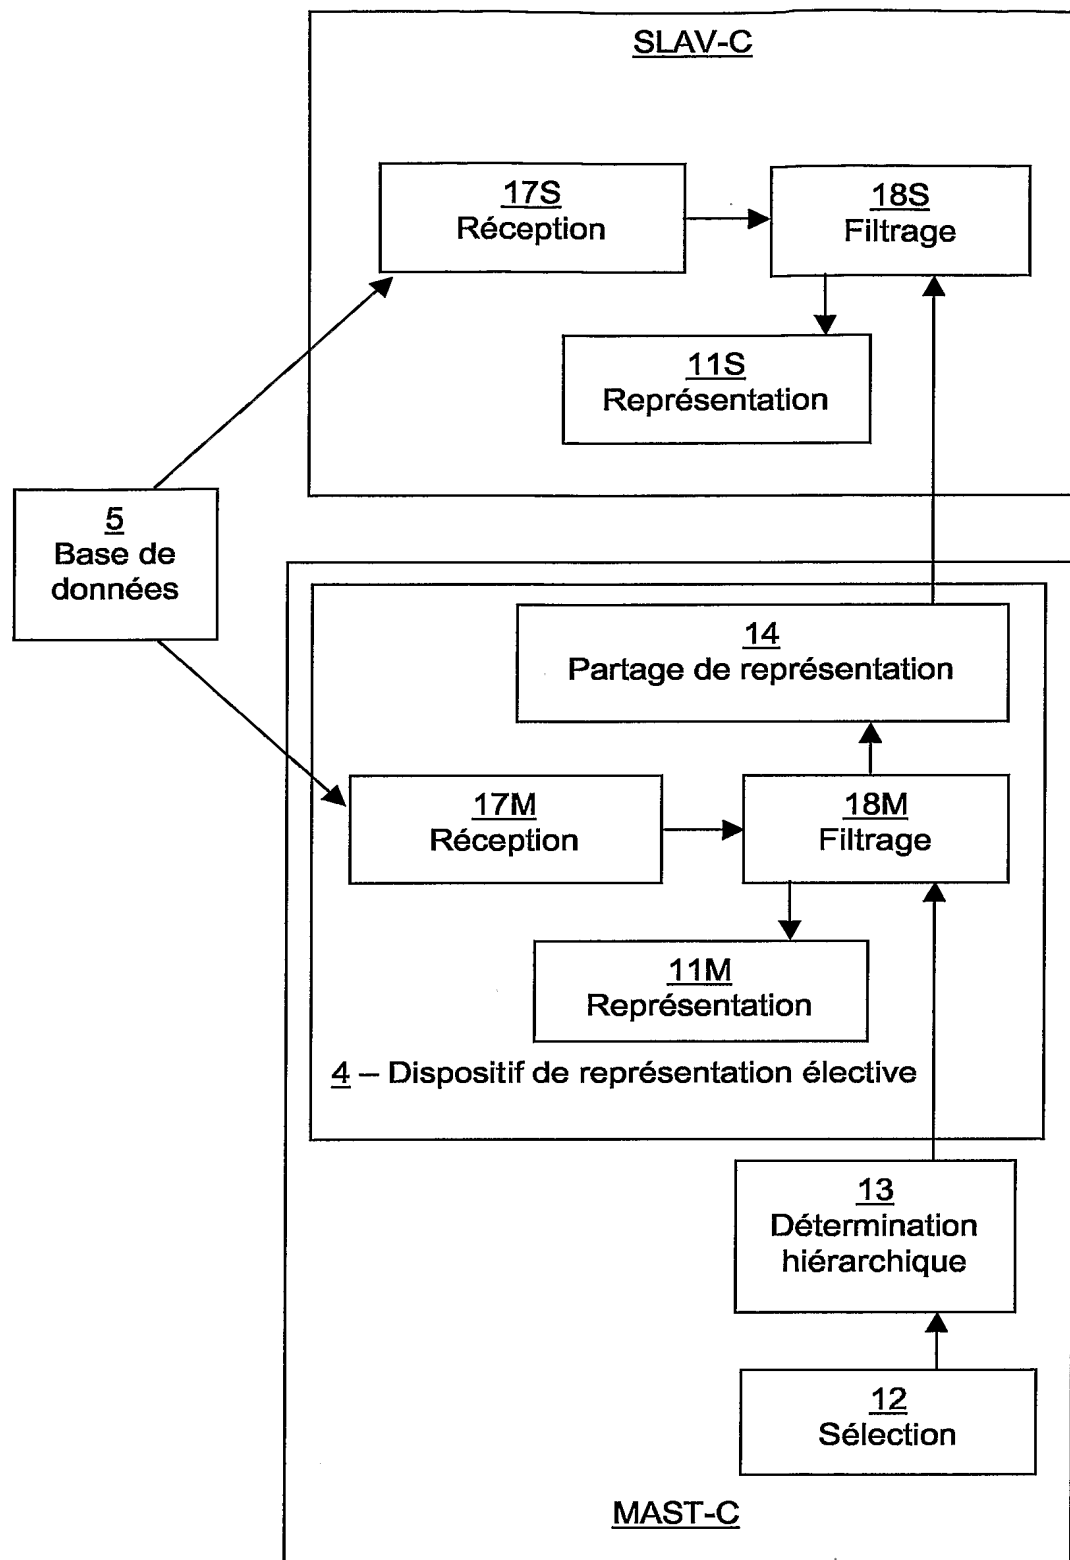 SLAV-C
17S
Réception
18S
Filtrage
11S
Représentation
5
Base de
données
14
Partage de représentation
17M
Réception
18M
Filtrage
11M
Représentation
4 – Dispositif de représentation élective
13
Détermination
hiérarchique
12
Sélection
MAST-C